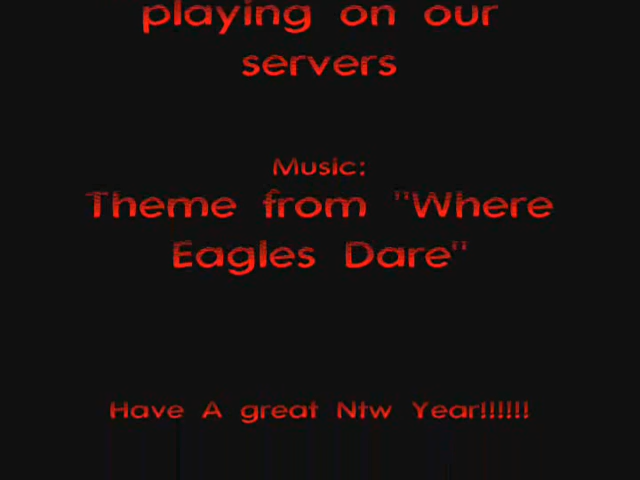 playing on our
servers
Music:
Theme from "Where
Eagles Dare"
Have A great Ntw Year!!!!!!